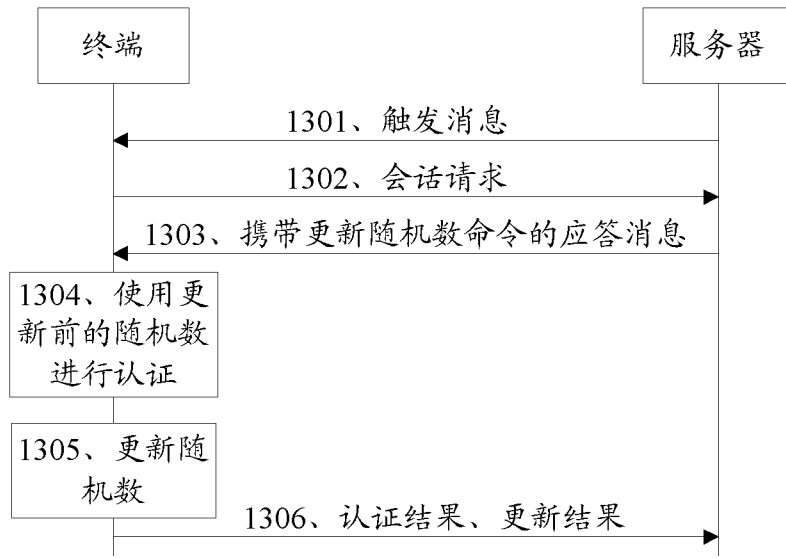 终端
服务器
1301、触发消息
1302、会话请求
1303、携带更新随机数命令的应答消息
1304、使用更
新前的随机数
进行认证
1305、更新随
机数
1306、认证结果、更新结果